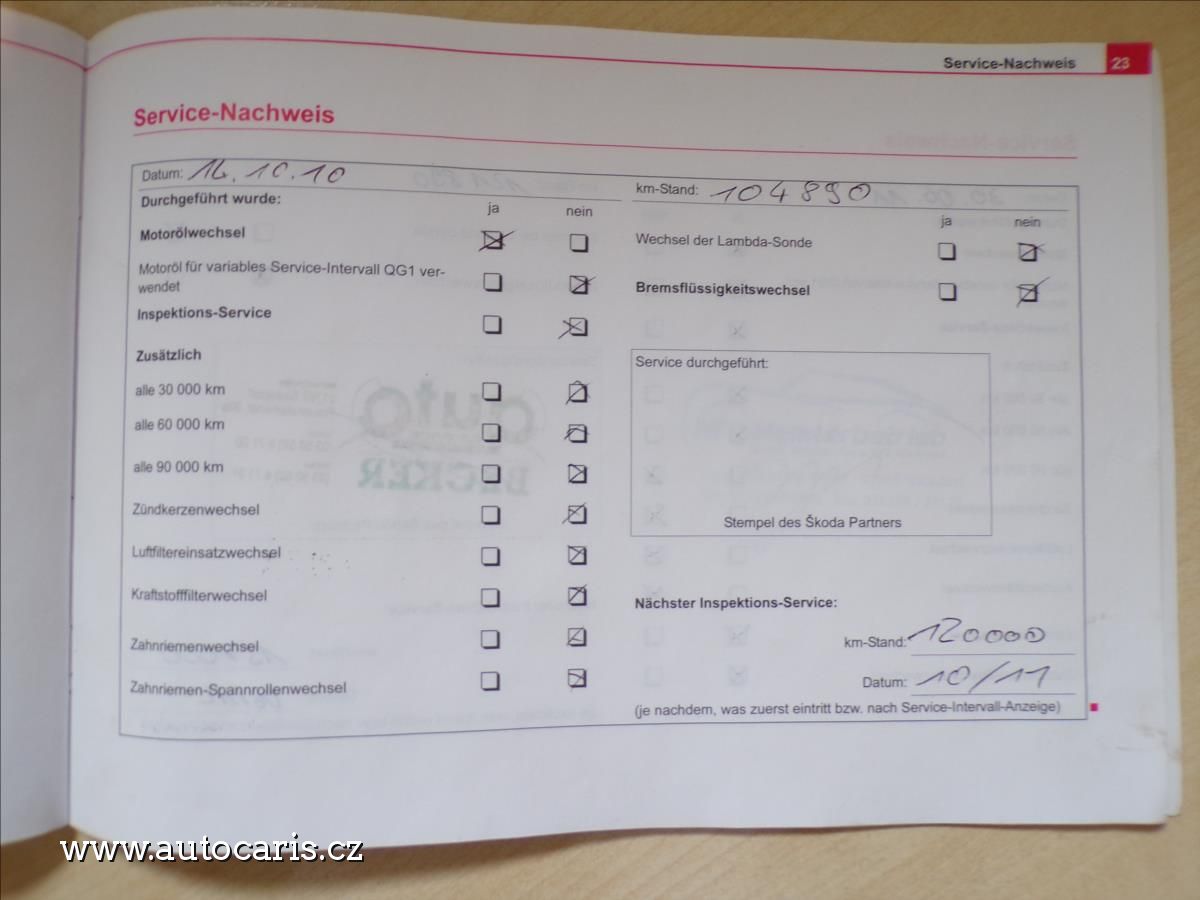 Service-Nachweis 23
Service-Nachweis
Datum: 14.10.10
km-Stand: 104890
Durchgeführt wurde:
ja nein
ja nein
Motorölwechsel
Motoröl für variables Service-Intervall QG1 ver-
wendet
Inspektions-Service
Zusätzlich
alle 30 000 km
alle 60 000 km
alle 90 000 km
Zündkerzenwechsel
Luftfiltereinsatzwechsel
Kraftstofffilterwechsel
Zahnriemenwechsel
Zahnriemen-Spannrollenwechsel
Wechsel der Lambda-Sonde
Bremsflüssigkeitswechsel
Service durchgeführt:
Stempel des Škoda Partners
Nächster Inspektions-Service:
km-Stand: 120000
Datum: 10/11
(je nachdem, was zuerst eintritt bzw. nach Service-Intervall-Anzeige)
www.autocaris.cz